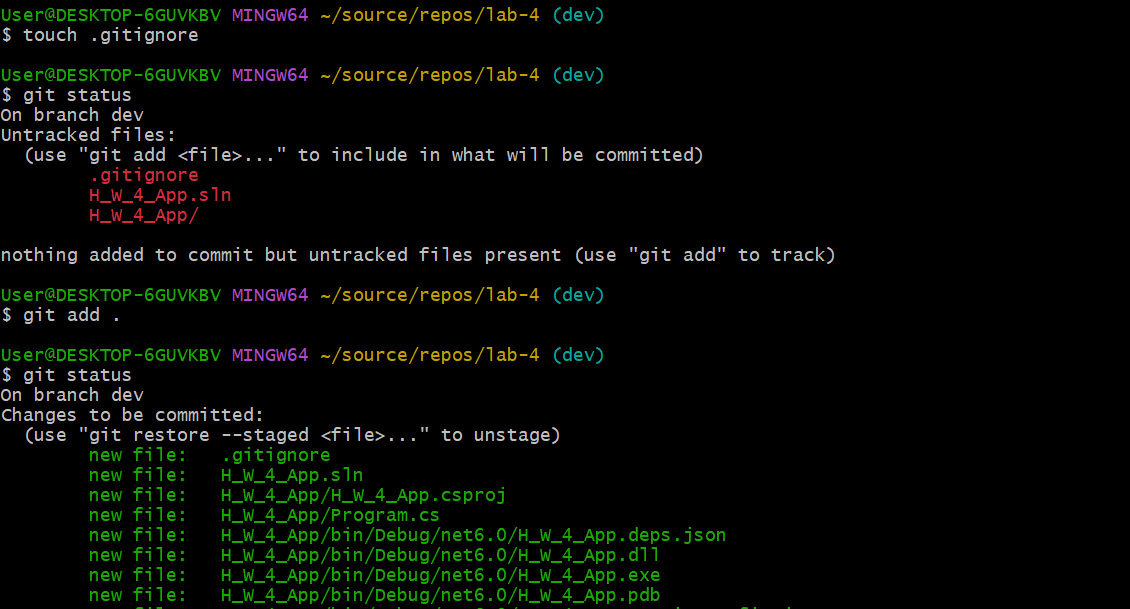 User@DESKTOP-6GUVKBV MINGW64 ~/source/repos/lab-4 (dev)
$ touch .gitignore
User@DESKTOP-6GUVKBV MINGW64 ~/source/repos/lab-4 (dev)
$ git status
On branch dev
Untracked files:
(use "git add <file>..." to include in what will be committed)
.gitignore
H_W_4_App.sln
H_W_4_App/
nothing added to commit but untracked files present (use "git add" to track)
User@DESKTOP-6GUVKBV MINGW64 ~/source/repos/lab-4 (dev)
$ git add .
User@DESKTOP-6GUVKBV MINGW64 ~/source/repos/lab-4 (dev)
$ git status
On branch dev
Changes to be committed:
(use "git restore --staged <file>..." to unstage)
new file: .gitignore
new file: H_W_4_App.sln
new file: H_W_4_App/H_W_4_App.csproj
new file: H_W_4_App/Program.cs
new file: H_W_4_App/bin/Debug/net6.0/H_W_4_App.deps.json
new file: H_W_4_App/bin/Debug/net6.0/H_W_4_App.dll
new file: H_W_4_App/bin/Debug/net6.0/H_W_4_App.exe
new file: H_W_4_App/bin/Debug/net6.0/H_W_4_App.pdb